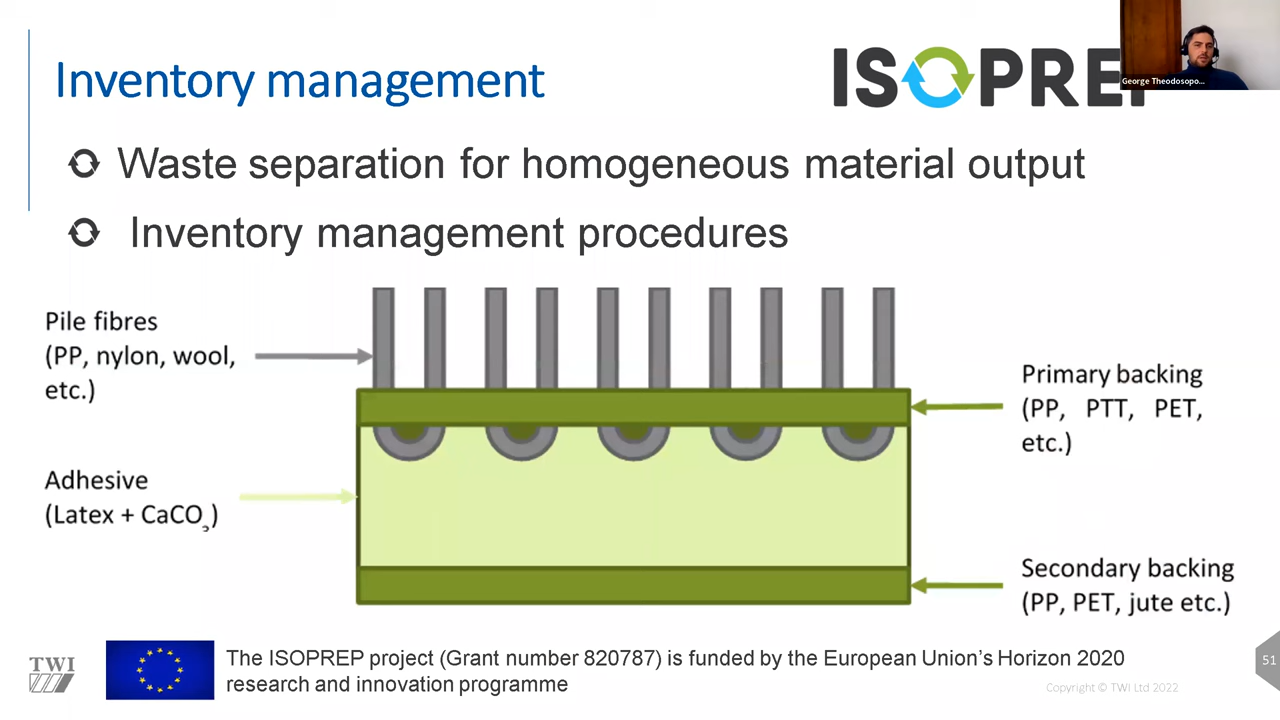 Inventory management
ISOPREP
George Theodosopo...
Waste separation for homogeneous material output
Inventory management procedures
Pile fibres
(PP, nylon, wool,
etc.)
Primary backing
(PP, PTT, PET,
etc.)
Adhesive
(Latex + CaCO₃)
Secondary backing
(PP, PET, jute etc.)
TWI
The ISOPREP project (Grant number 820787) is funded by the European Union’s Horizon 2020
research and innovation programme
51
Copyright © TWI Ltd 2022